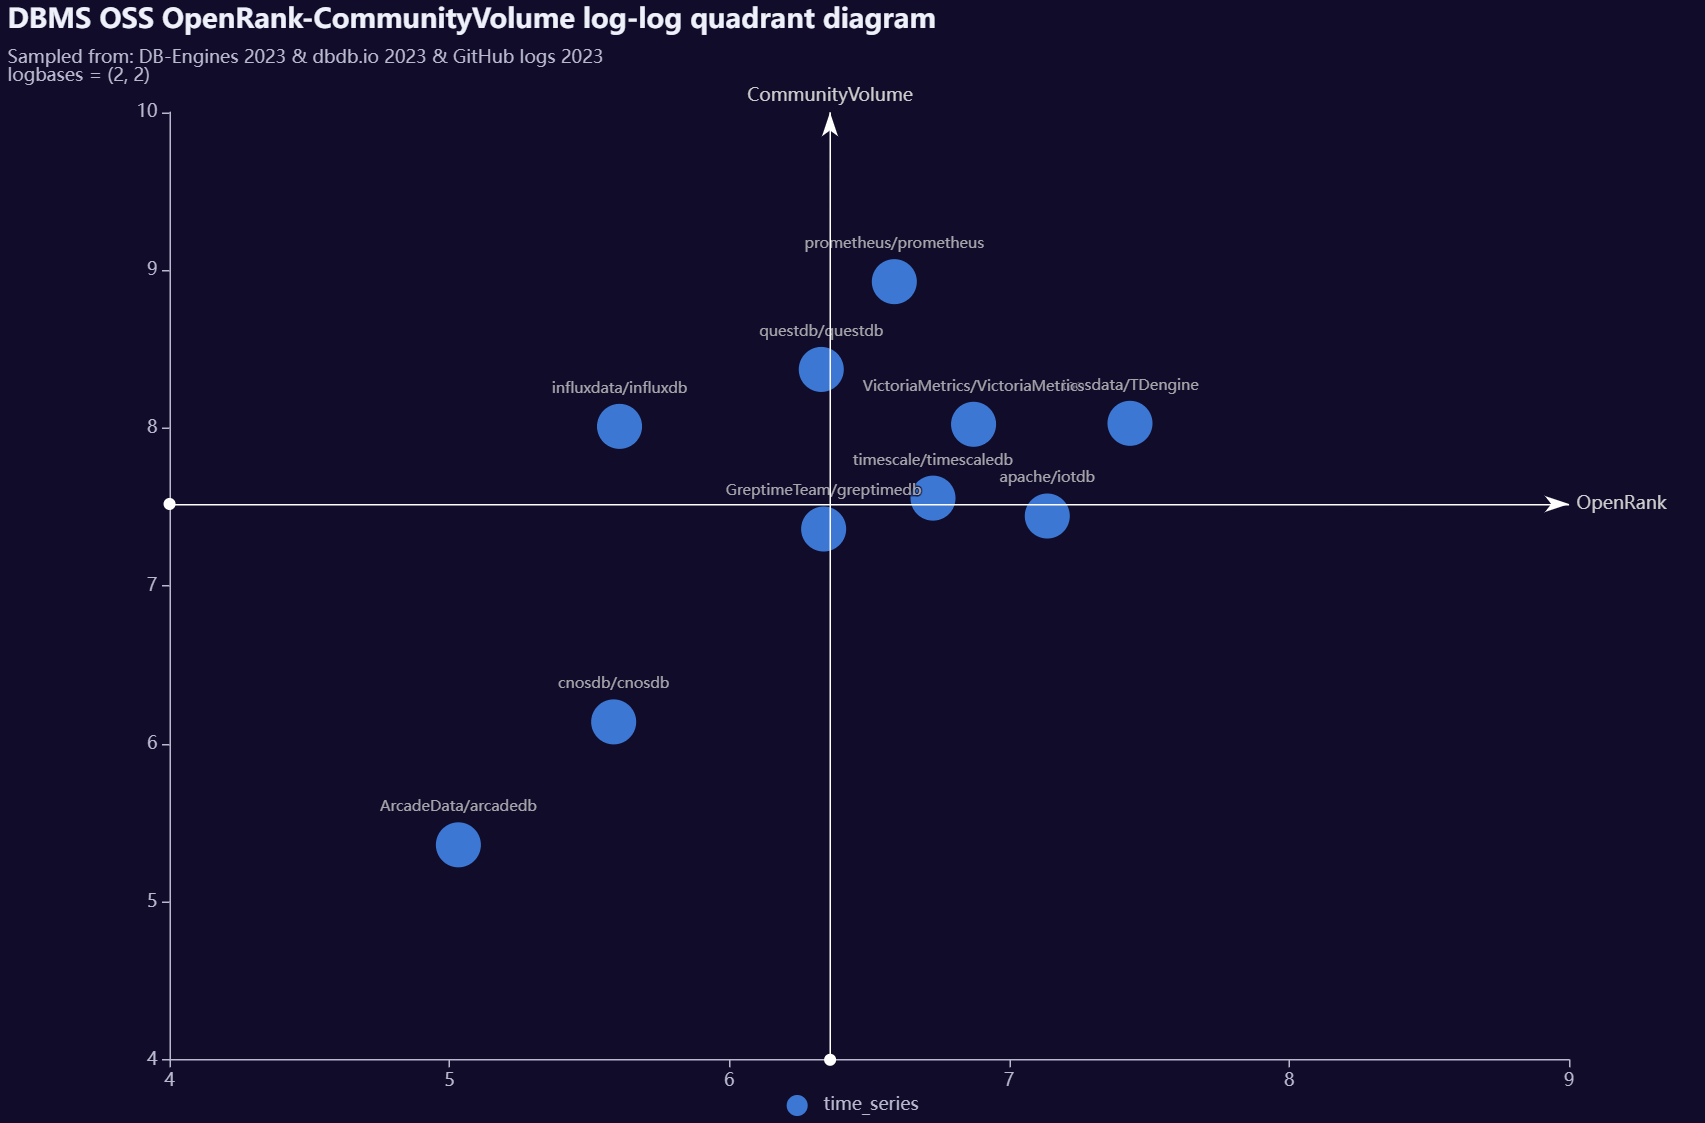 DBMS OSS OpenRank-CommunityVolume log-log quadrant diagram
Sampled from: DB-Engines 2023 & dbdb.io 2023 & GitHub logs 2023
logbases = (2, 2)
CommunityVolume
10
prometheus/prometheus
9
questdb/questdb
influxdata/influxdb
VictoriaMetrics/VictoriaMetrics
/TDengine
8
timescale/timescaledb
apache/iotdb
GreptimeTeam/greptimedb
OpenRank
7
cnosdb/cnosdb
6
ArcadeData/arcadedb
5
4
4
5
6
7
8
9
time_series